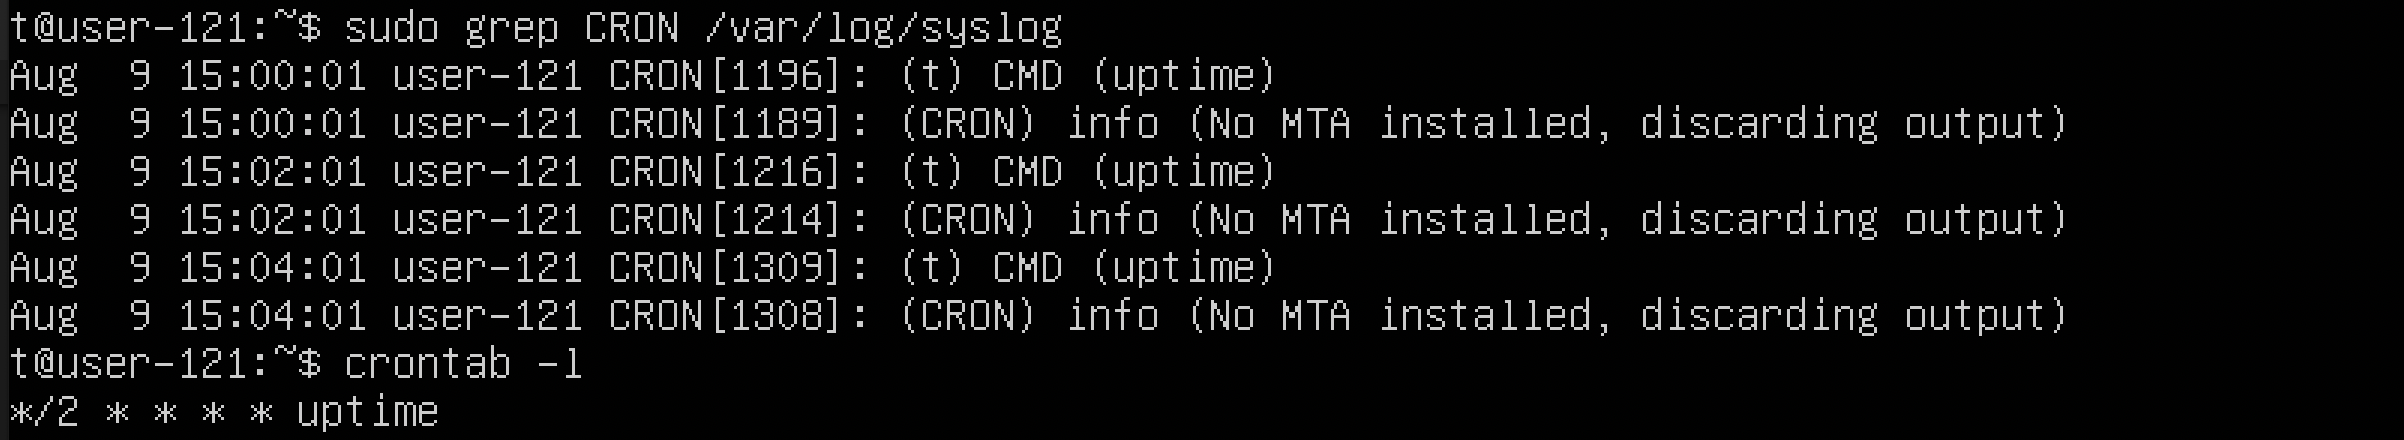 t@user-121:~$ sudo grep CRON /var/log/syslog
Aug  9 15:00:01 user-121 CRON[1196]: (t) CMD (uptime)
Aug  9 15:00:01 user-121 CRON[1189]: (CRON) info (No MTA installed, discarding output)
Aug  9 15:02:01 user-121 CRON[1216]: (t) CMD (uptime)
Aug  9 15:02:01 user-121 CRON[1214]: (CRON) info (No MTA installed, discarding output)
Aug  9 15:04:01 user-121 CRON[1309]: (t) CMD (uptime)
Aug  9 15:04:01 user-121 CRON[1308]: (CRON) info (No MTA installed, discarding output)
t@user-121:~$ crontab -l
*/2 * * * * uptime